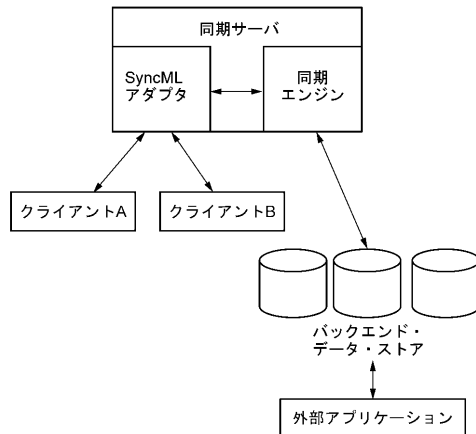 同期サーバ
SyncML
アダプタ
同期
エンジン
クライアントA
クライアントB
バックエンド・
データ・ストア
外部アプリケーション